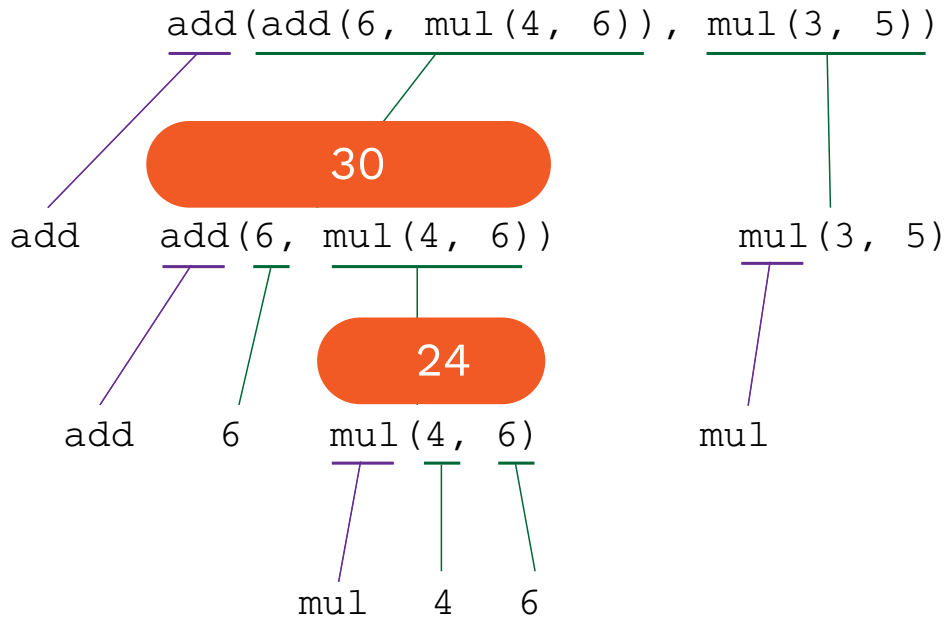 add(add(6, mul(4, 6)), mul(3, 5))
30
add add(6, mul(4, 6)) mul(3, 5)
24
add 6 mul(4, 6) mul
mul 4 6